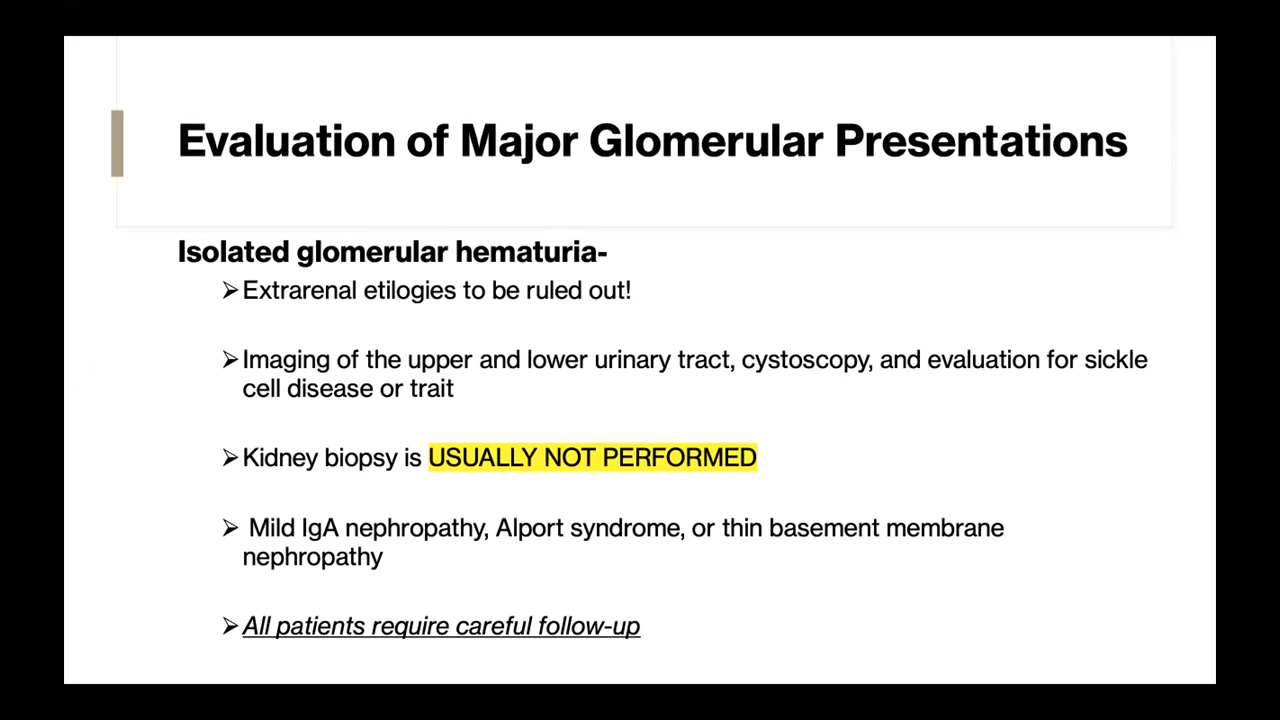 Evaluation of Major Glomerular Presentations
Isolated glomerular hematuria-
➢Extrarenal etilogies to be ruled out!
➢Imaging of the upper and lower urinary tract, cystoscopy, and evaluation for sickle
cell disease or trait
➢Kidney biopsy is USUALLY NOT PERFORMED
➢ Mild IgA nephropathy, Alport syndrome, or thin basement membrane
nephropathy
➢All patients require careful follow-up